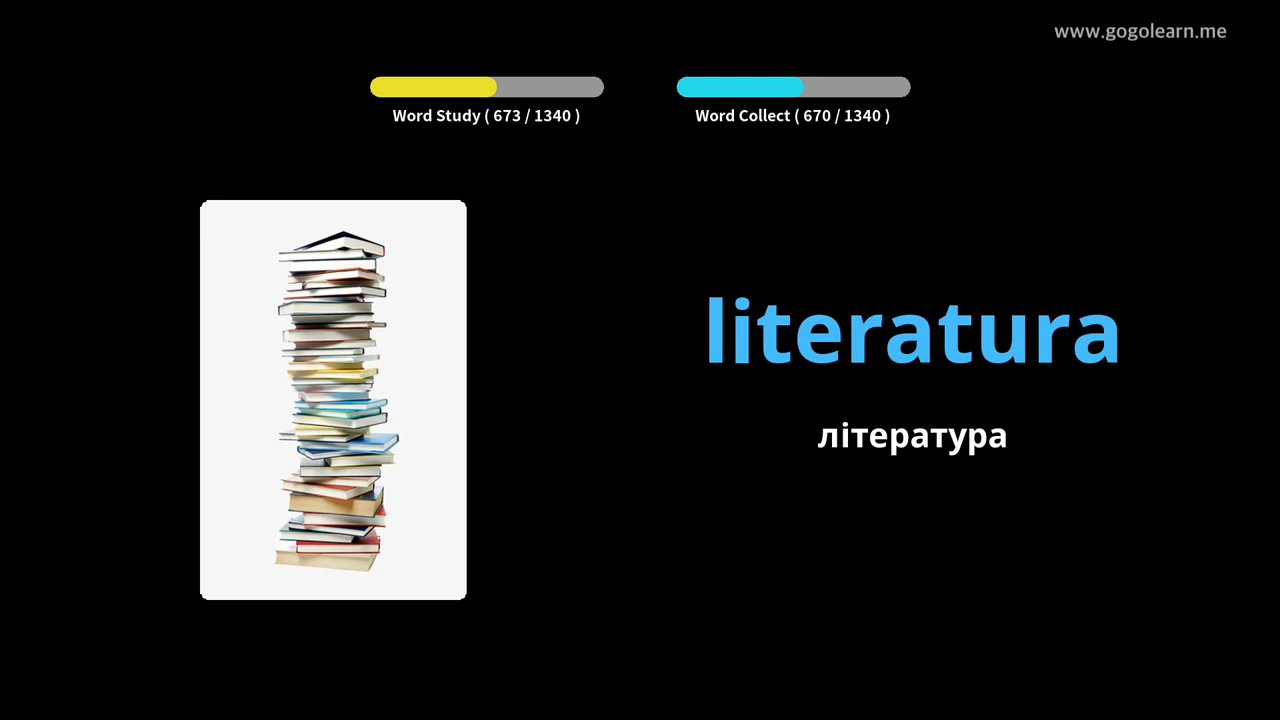 www.gogolearn.me
Word Study ( 673 / 1340 )
Word Collect ( 670 / 1340 )
literatura
література